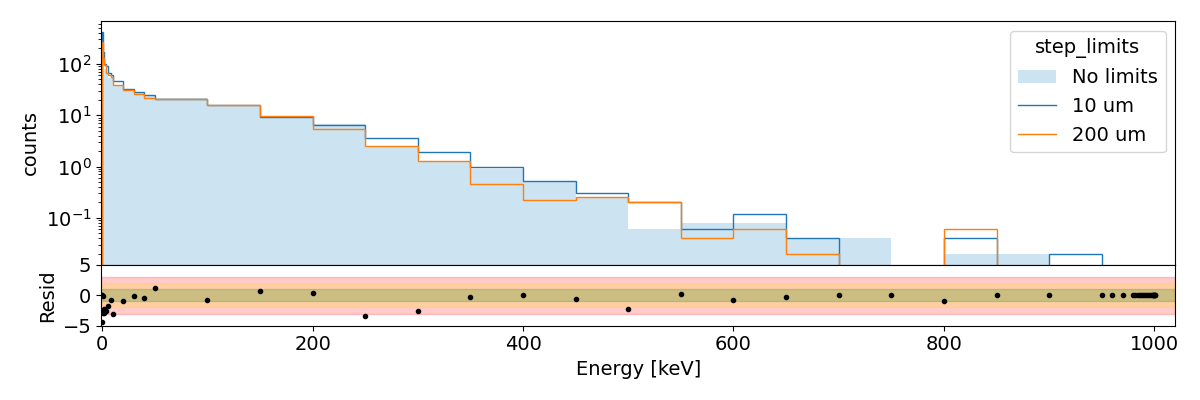 step_limits
No limits
10 um
200 um
counts
10²
10¹
10⁰
10⁻¹
Resid
5
0
−5
0 200 400 600 800 1000
Energy [keV]